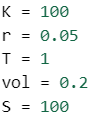 K = 100
r = 0.05
T = 1
vol = 0.2
S = 100